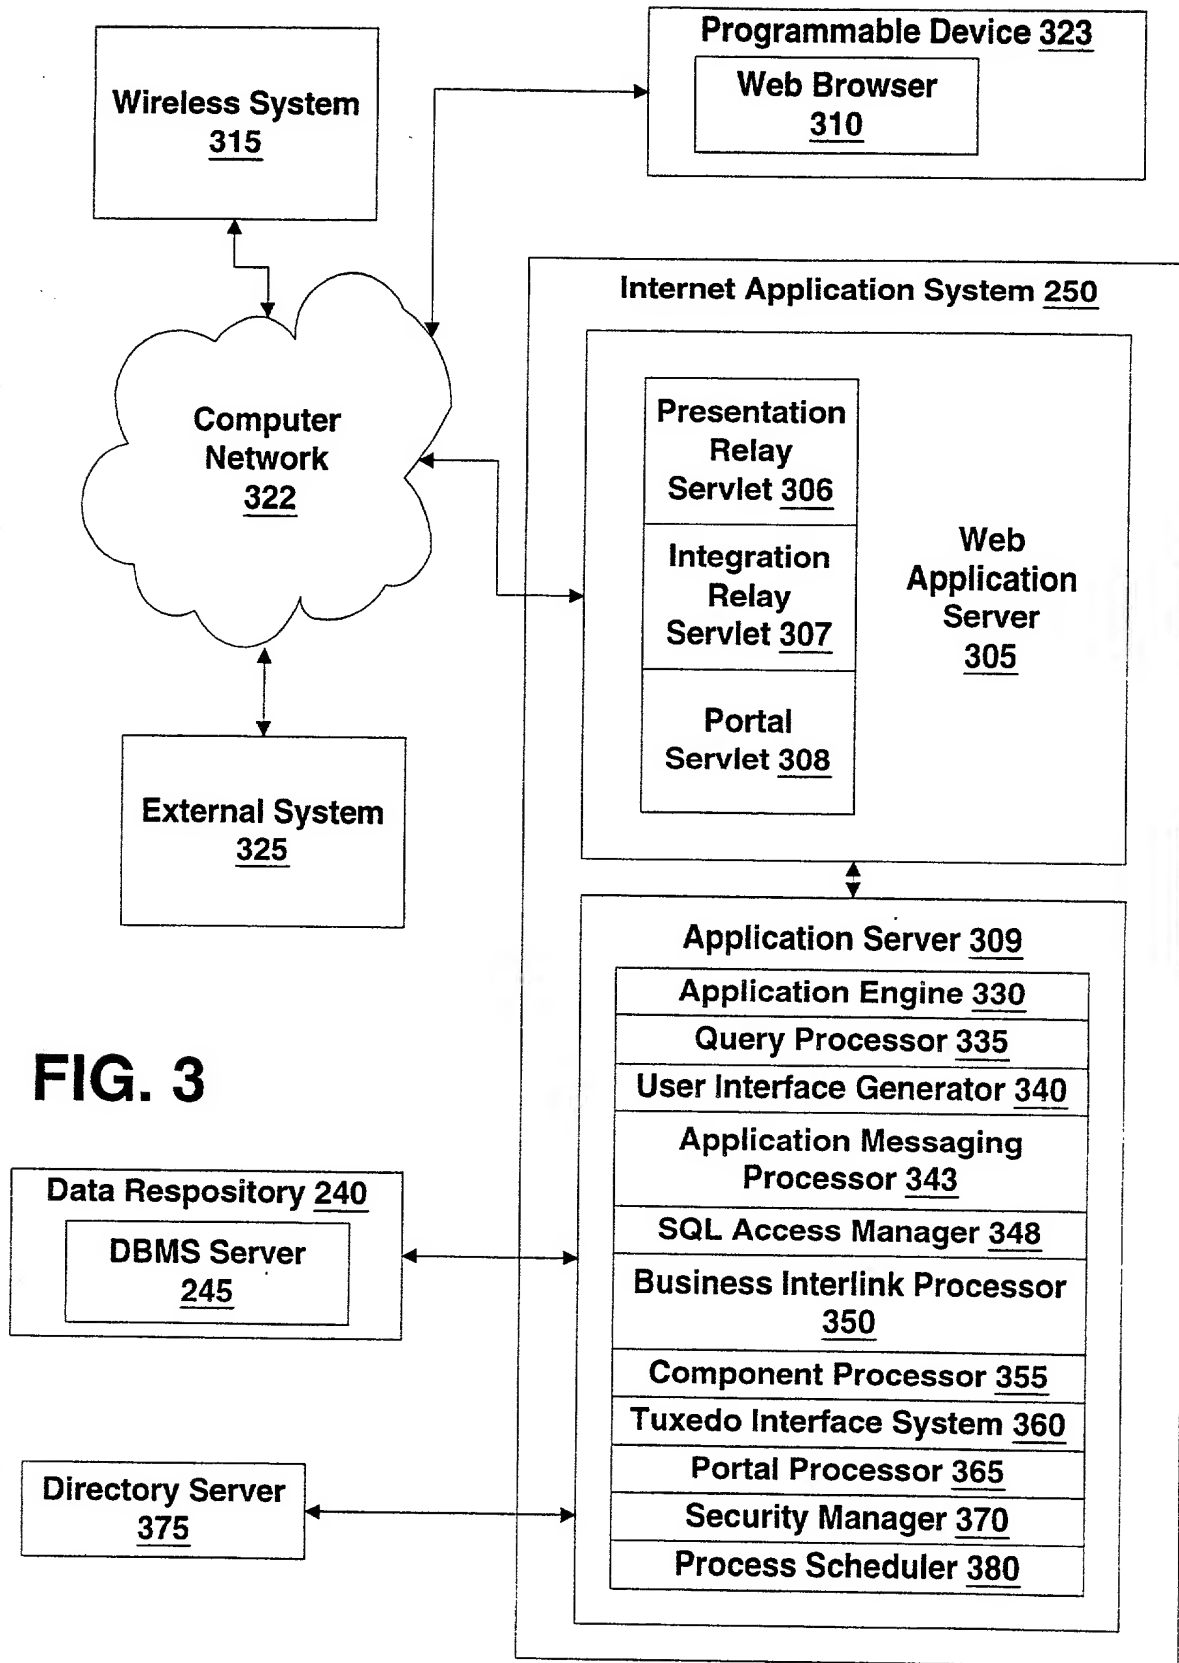 Programmable Device 323
Web Browser
310
Wireless System
315
Internet Application System 250
Computer
Network
322
Presentation
Relay
Servlet 306
Integration
Relay
Servlet 307
Portal
Servlet 308
Web
Application
Server
305
External System
325
Application Server 309
Application Engine 330
Query Processor 335
User Interface Generator 340
Application Messaging
Processor 343
SQL Access Manager 348
Business Interlink Processor
350
Component Processor 355
Tuxedo Interface System 360
Portal Processor 365
Security Manager 370
Process Scheduler 380
FIG. 3
Data Respository 240
DBMS Server
245
Directory Server
375